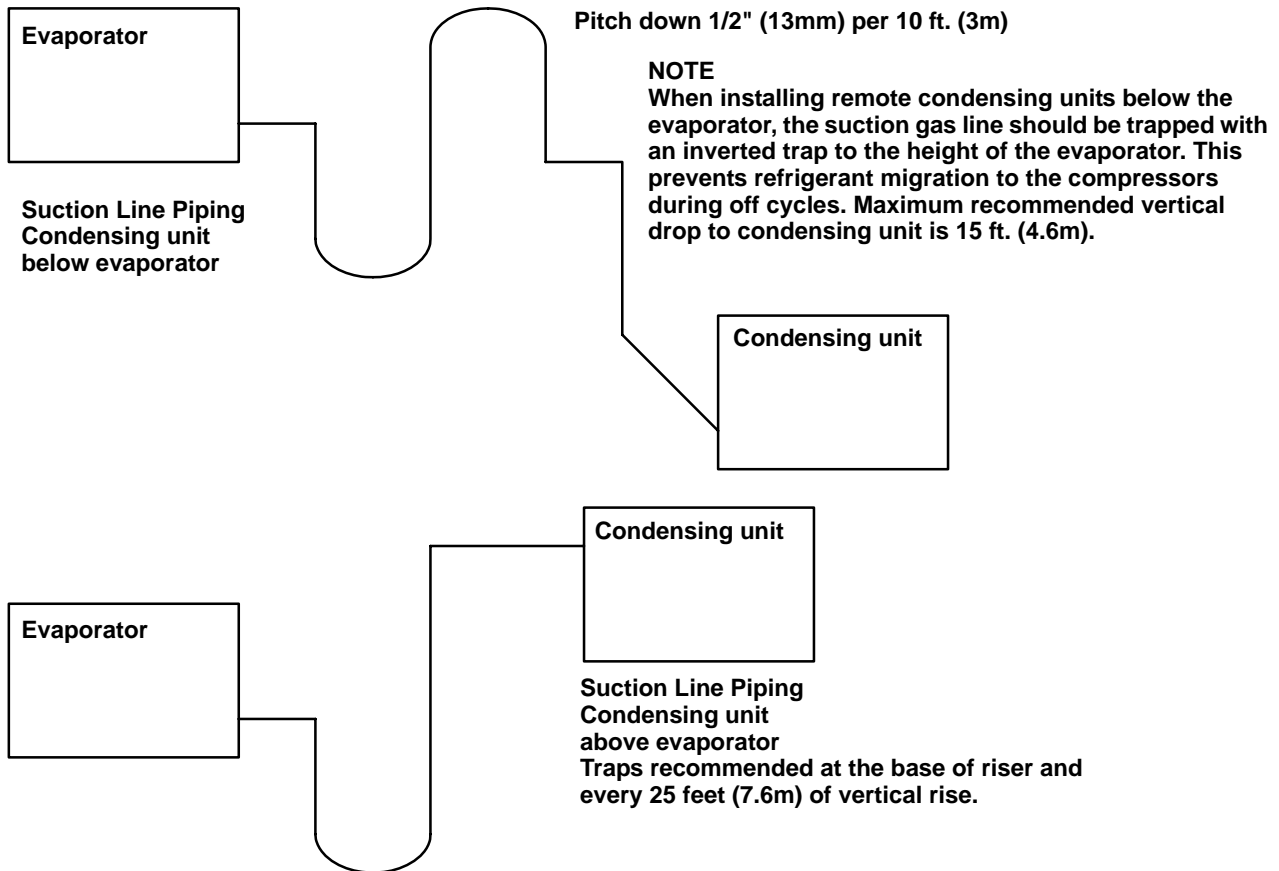 Evaporator
Pitch down 1/2" (13mm) per 10 ft. (3m)
NOTE
When installing remote condensing units below the
evaporator, the suction gas line should be trapped with
an inverted trap to the height of the evaporator. This
prevents refrigerant migration to the compressors
during off cycles. Maximum recommended vertical
drop to condensing unit is 15 ft. (4.6m).
Suction Line Piping
Condensing unit
below evaporator
Condensing unit
Condensing unit
Evaporator
Suction Line Piping
Condensing unit
above evaporator
Traps recommended at the base of riser and
every 25 feet (7.6m) of vertical rise.